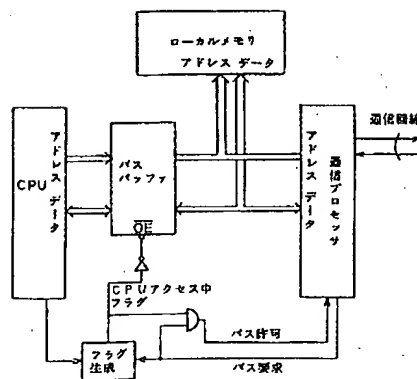 ローカルメモリ
アドレス データ
CPU
アドレス
データ
バス
バッファ
OE
アドレス
データ
通信プロセッサ
通信回線
CPUアクセス中
フラグ
フラグ
生成
バス許可
バス要求